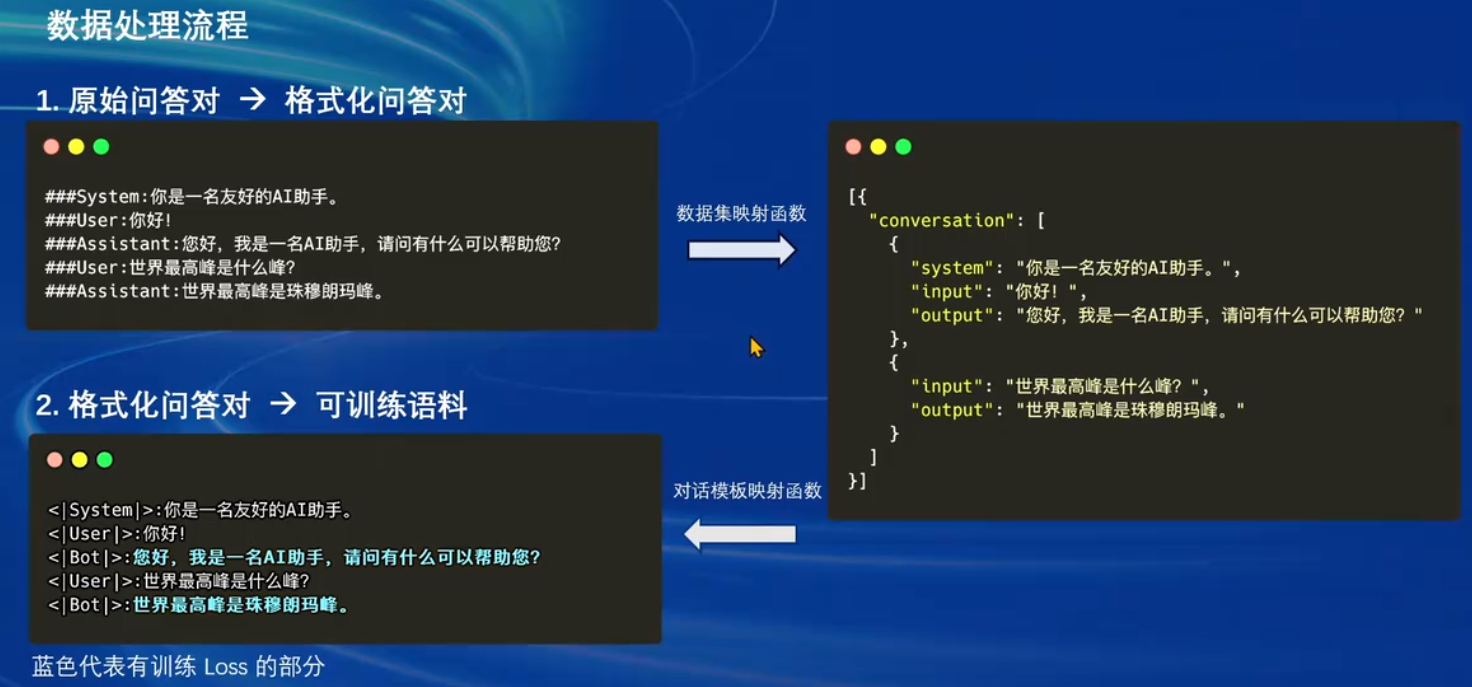 数据处理流程
1. 原始问答对 → 格式化问答对
###System:你是一名友好的AI助手。
###User:你好!
###Assistant:您好，我是一名AI助手，请问有什么可以帮助您?
###User:世界最高峰是什么峰?
###Assistant:世界最高峰是珠穆朗玛峰。
数据集映射函数
[{
"conversation": [
{
"system": "你是一名友好的AI助手。",
"input": "你好! ",
"output": "您好，我是一名AI助手，请问有什么可以帮助您? "
},
{
"input": "世界最高峰是什么峰? ",
"output": "世界最高峰是珠穆朗玛峰。"
}
]
}]
2. 格式化问答对 → 可训练语料
对话模板映射函数
<|System|>:你是一名友好的AI助手。
<|User|>:你好!
<|Bot|>:您好，我是一名AI助手，请问有什么可以帮助您?
<|User|>:世界最高峰是什么峰?
<|Bot|>:世界最高峰是珠穆朗玛峰。
蓝色代表有训练 Loss 的部分